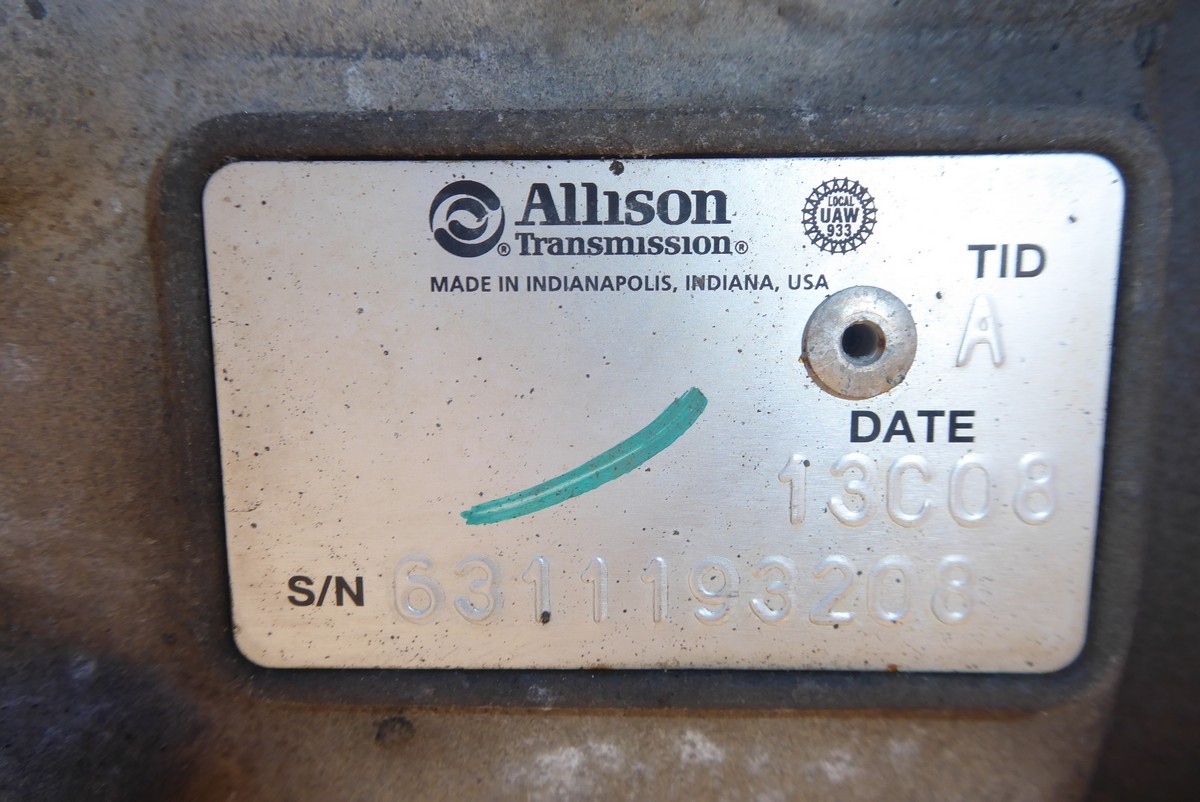 Allison
Transmission®
®
MADE IN INDIANAPOLIS, INDIANA, USA
LOCAL
UAW
933
TID
A
DATE
13C08
S/N 6311193208